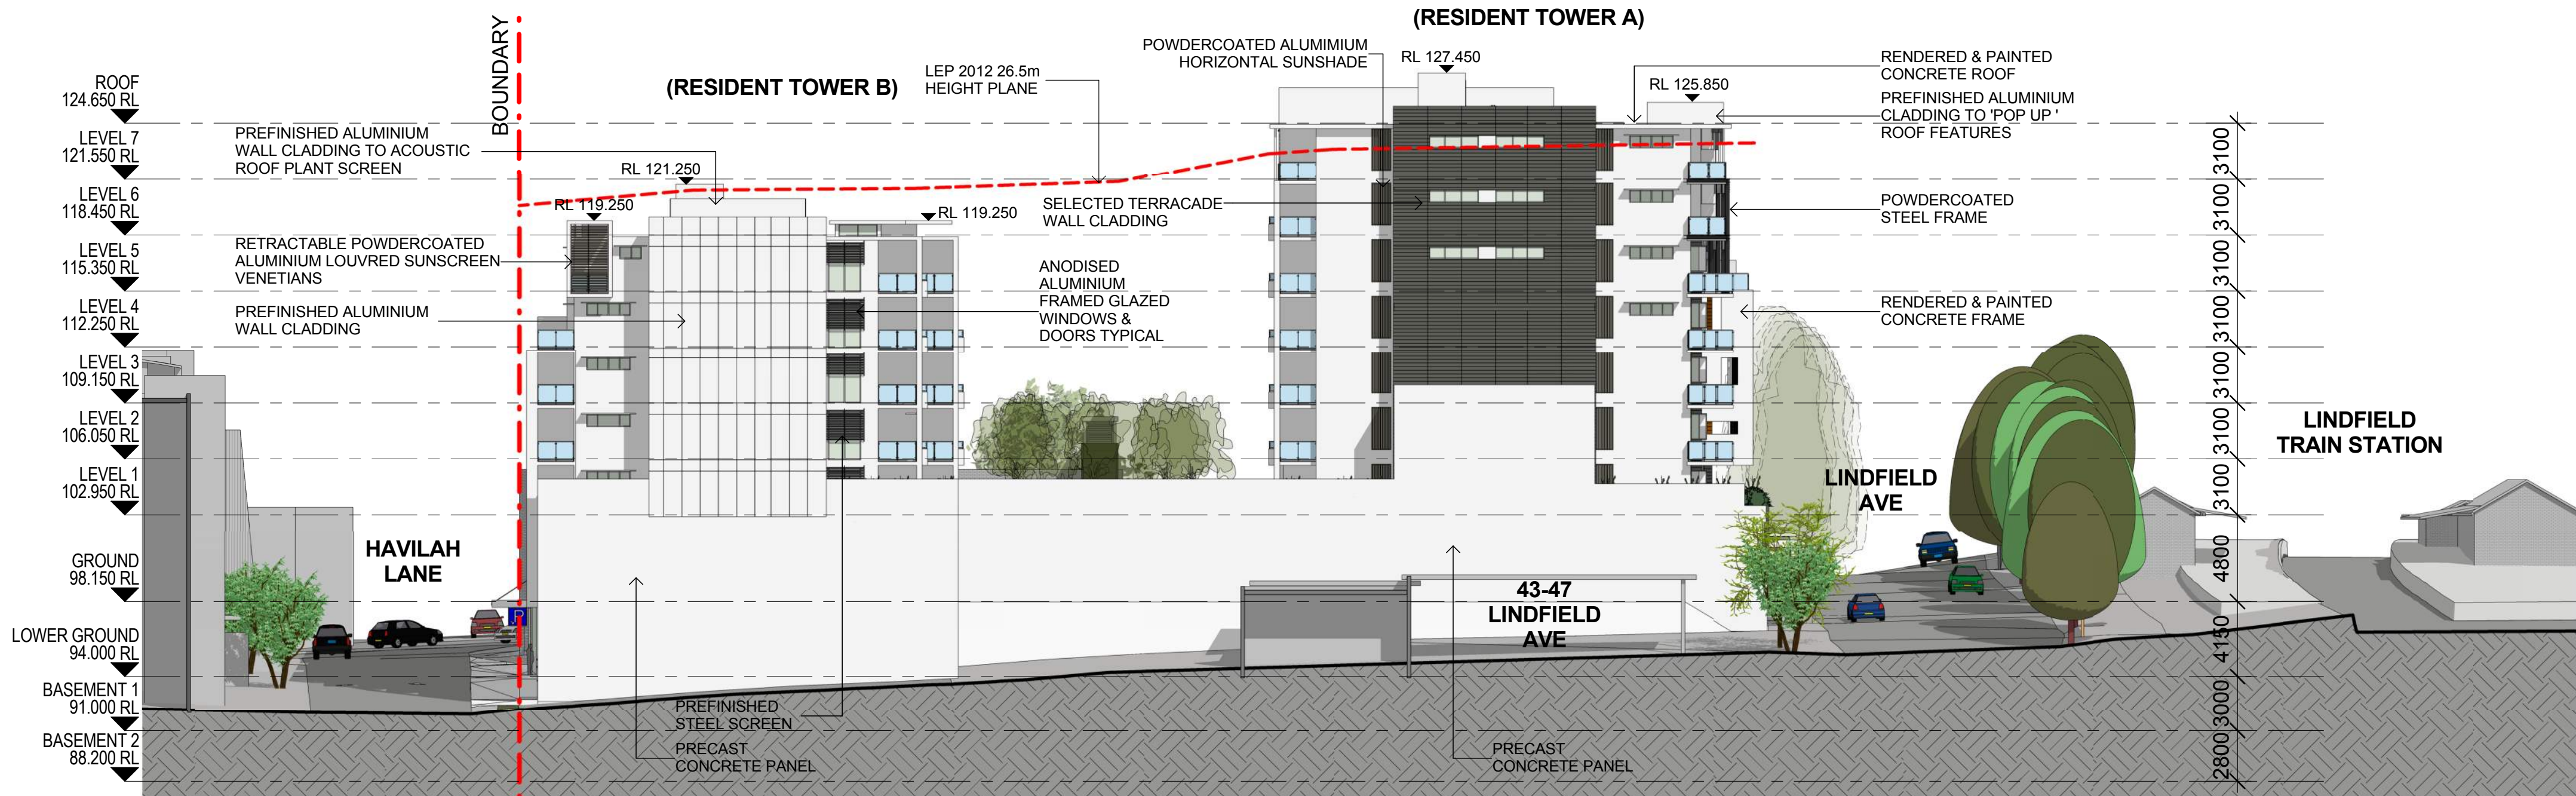 (RESIDENT TOWER A)
BOUNDARY
POWDERCOATED ALUMIMIUM
HORIZONTAL SUNSHADE
RL 127.450
RENDERED & PAINTED
CONCRETE ROOF
(RESIDENT TOWER B)
LEP 2012 26.5m
HEIGHT PLANE
RL 125.850
PREFINISHED ALUMINIUM
CLADDING TO 'POP UP '
ROOF FEATURES
ROOF
124.650 RL
PREFINISHED ALUMINIUM
WALL CLADDING TO ACOUSTIC
ROOF PLANT SCREEN
LEVEL 7
121.550 RL
3100
RL 121.250
LEVEL 6
118.450 RL
RL 119.250
RL 119.250
SELECTED TERRACADE
WALL CLADDING
POWDERCOATED
STEEL FRAME
3100
RETRACTABLE POWDERCOATED
ALUMINIUM LOUVRED SUNSCREEN
VENETIANS
LEVEL 5
115.350 RL
3100
ANODISED
ALUMINIUM
FRAMED GLAZED
WINDOWS &
DOORS TYPICAL
LEVEL 4
112.250 RL
PREFINISHED ALUMINIUM
WALL CLADDING
RENDERED & PAINTED
CONCRETE FRAME
3100
LEVEL 3
109.150 RL
3100
LEVEL 2
106.050 RL
3100
LINDFIELD
TRAIN STATION
LEVEL 1
102.950 RL
LINDFIELD
AVE
3100
HAVILAH
LANE
GROUND
98.150 RL
4800
43-47
LINDFIELD
AVE
P
LOWER GROUND
94.000 RL
4150
BASEMENT 1
91.000 RL
3000
PREFINISHED
STEEL SCREEN
BASEMENT 2
88.200 RL
2800
PRECAST
CONCRETE PANEL
PRECAST
CONCRETE PANEL